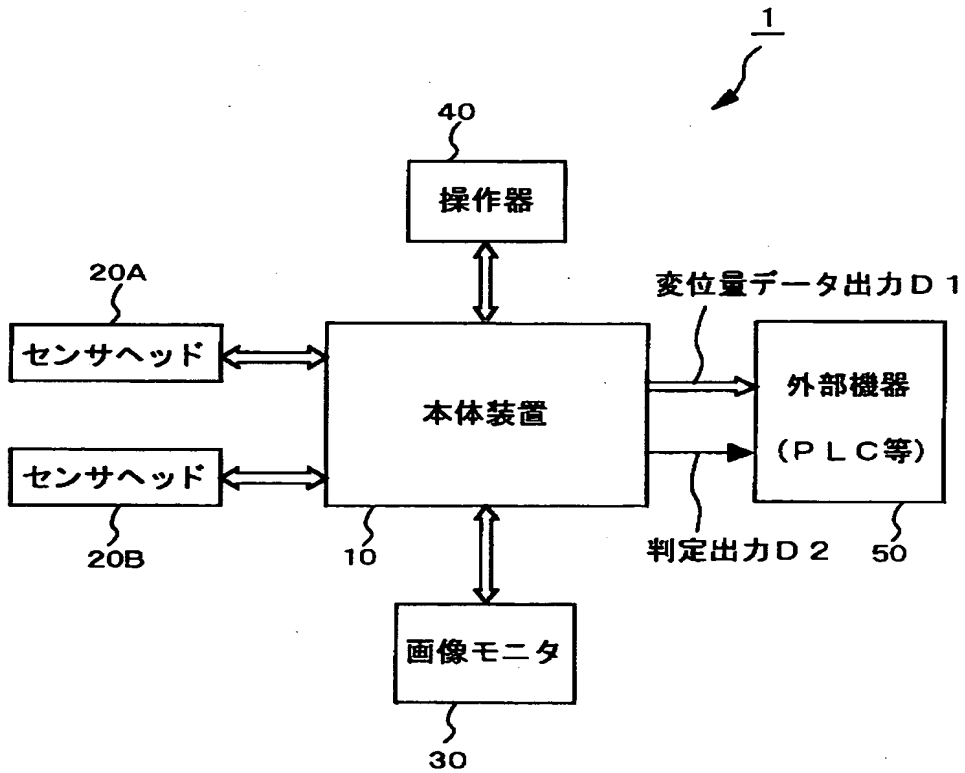 1
40
操作器
20A
センサヘッド
変位量データ出力D1
本体装置
外部機器
(PLC等)
センサヘッド
20B
10
判定出力D2
50
画像モニタ
30